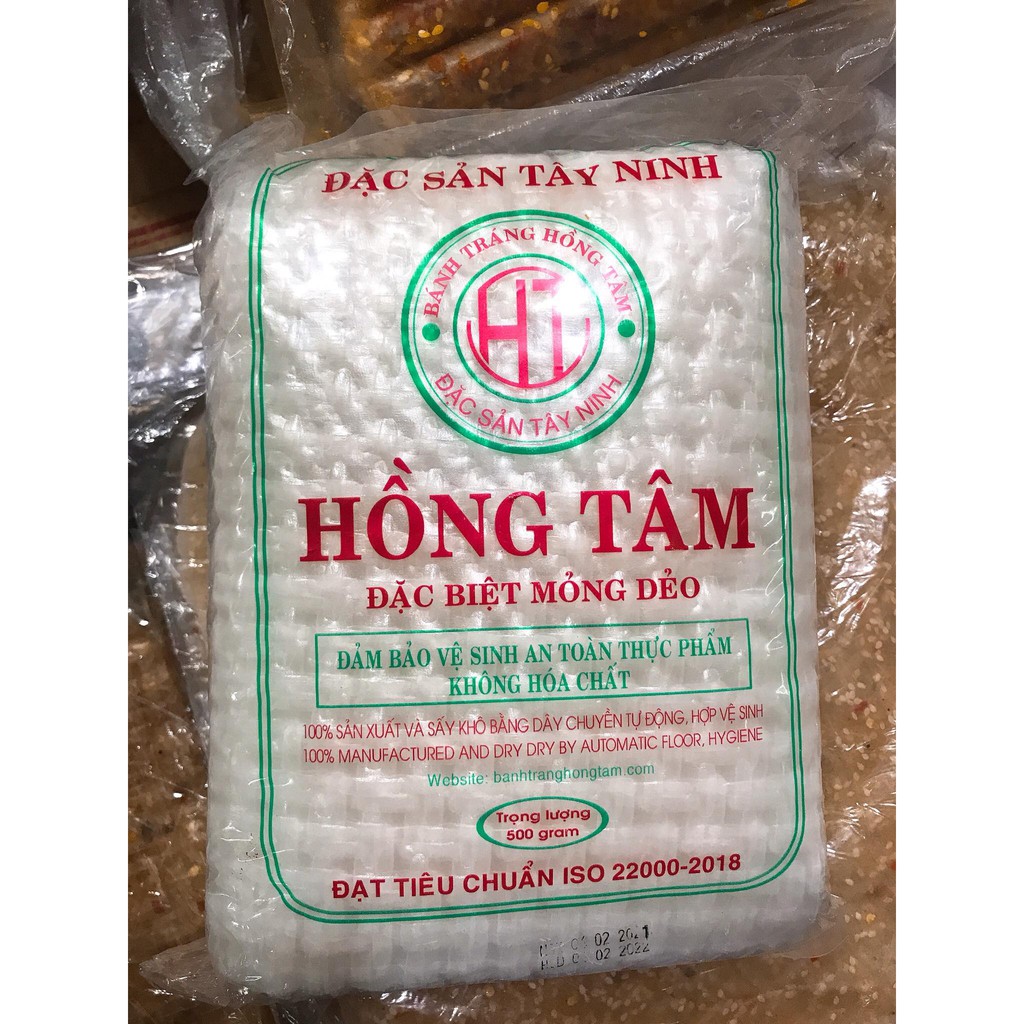 ĐẶC SẢN TÂY NINH
BÁNH TRÁNG HỒNG TÂM
HT
ĐẶC SẢN TÂY NINH
HỒNG TÂM
ĐẶC BIỆT MỎNG DẺO
ĐẢM BẢO VỆ SINH AN TOÀN THỰC PHẨM
KHÔNG HÓA CHẤT
100% SẢN XUẤT VÀ SẤY KHÔ BẰNG DÂY CHUYỀN TỰ ĐỘNG, HỢP VỆ SINH
100% MANUFACTURED AND DRY DRY BY AUTOMATIC FLOOR, HYGIENE
Website: banhtranghongtam.com
Trọng lượng
500 gram
ĐẠT TIÊU CHUẨN ISO 22000-2018
02 2021
02 2022